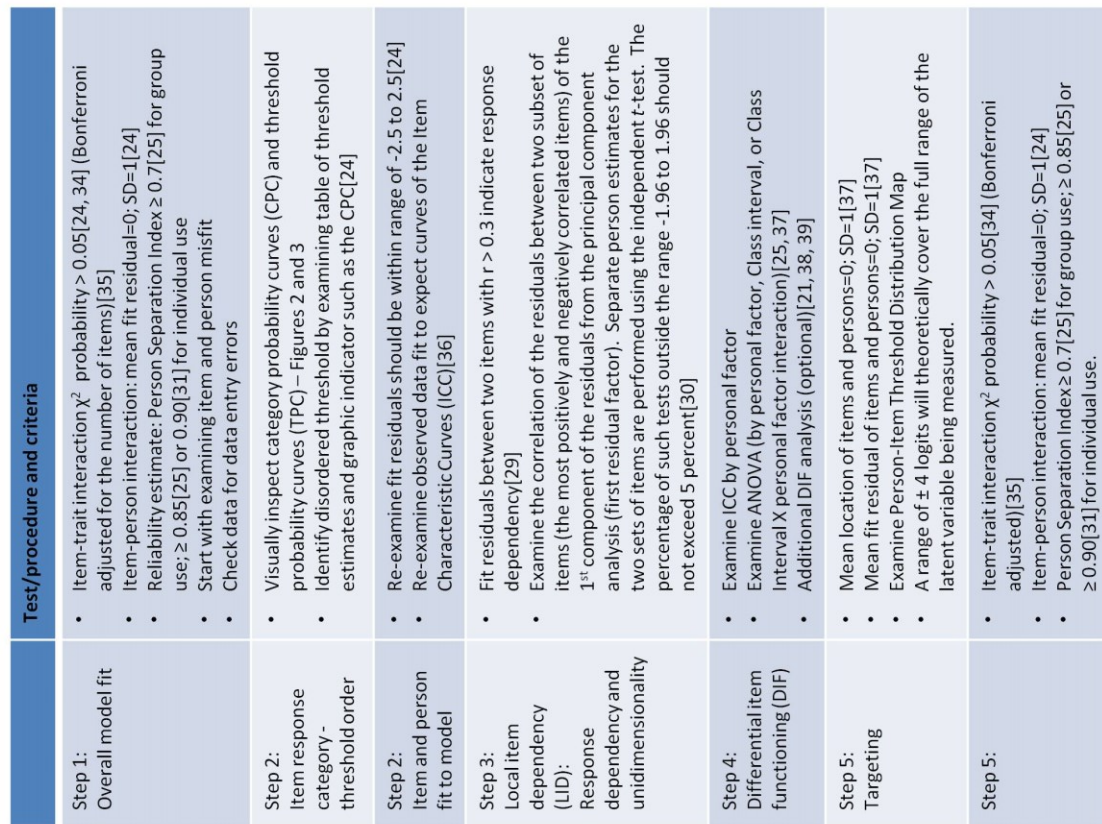 Test/procedure and criteria
Step 1:
Overall model fit
• Item-trait interaction χ² probability > 0.05[24, 34] (Bonferroni
adjusted for the number of items)[35]
• Item-person interaction: mean fit residual=0; SD=1[24]
• Reliability estimate: Person Separation Index ≥ 0.7[25] for group
use; ≥ 0.85[25] or 0.90[31] for individual use
• Start with examining item and person misfit
• Check data for data entry errors
Step 2:
Item response
category -
threshold order
• Visually inspect category probability curves (CPC) and threshold
probability curves (TPC) – Figures 2 and 3
• Identify disordered threshold by examining table of threshold
estimates and graphic indicator such as the CPC[24]
Step 2:
Item and person
fit to model
• Re-examine fit residuals should be within range of -2.5 to 2.5[24]
• Re-examine observed data fit to expect curves of the Item
Characteristic Curves (ICC)[36]
Step 3:
Local item
dependency
(LID):
Response
dependency and
unidimensionality
• Fit residuals between two items with r > 0.3 indicate response
dependency[29]
• Examine the correlation of the residuals between two subset of
items (the most positively and negatively correlated items) of the
1st component of the residuals from the principal component
analysis (first residual factor). Separate person estimates for the
two sets of items are performed using the independent t-test. The
percentage of such tests outside the range -1.96 to 1.96 should
not exceed 5 percent[30]
Step 4:
Differential item
functioning (DIF)
• Examine ICC by personal factor
• Examine ANOVA (by personal factor, Class interval, or Class
Interval X personal factor interaction)[25, 37]
• Additional DIF analysis (optional)[21, 38, 39]
Step 5:
Targeting
• Mean location of items and persons=0; SD=1[37]
• Mean fit residual of items and persons=0; SD=1[37]
• Examine Person-Item Threshold Distribution Map
• A range of ± 4 logits will theoretically cover the full range of the
latent variable being measured.
Step 5:
• Item-trait interaction χ² probability > 0.05[34] (Bonferroni
adjusted)[35]
• Item-person interaction: mean fit residual=0; SD=1[24]
• Person Separation Index ≥ 0.7[25] for group use; ≥ 0.85[25] or
≥ 0.90[31] for individual use.